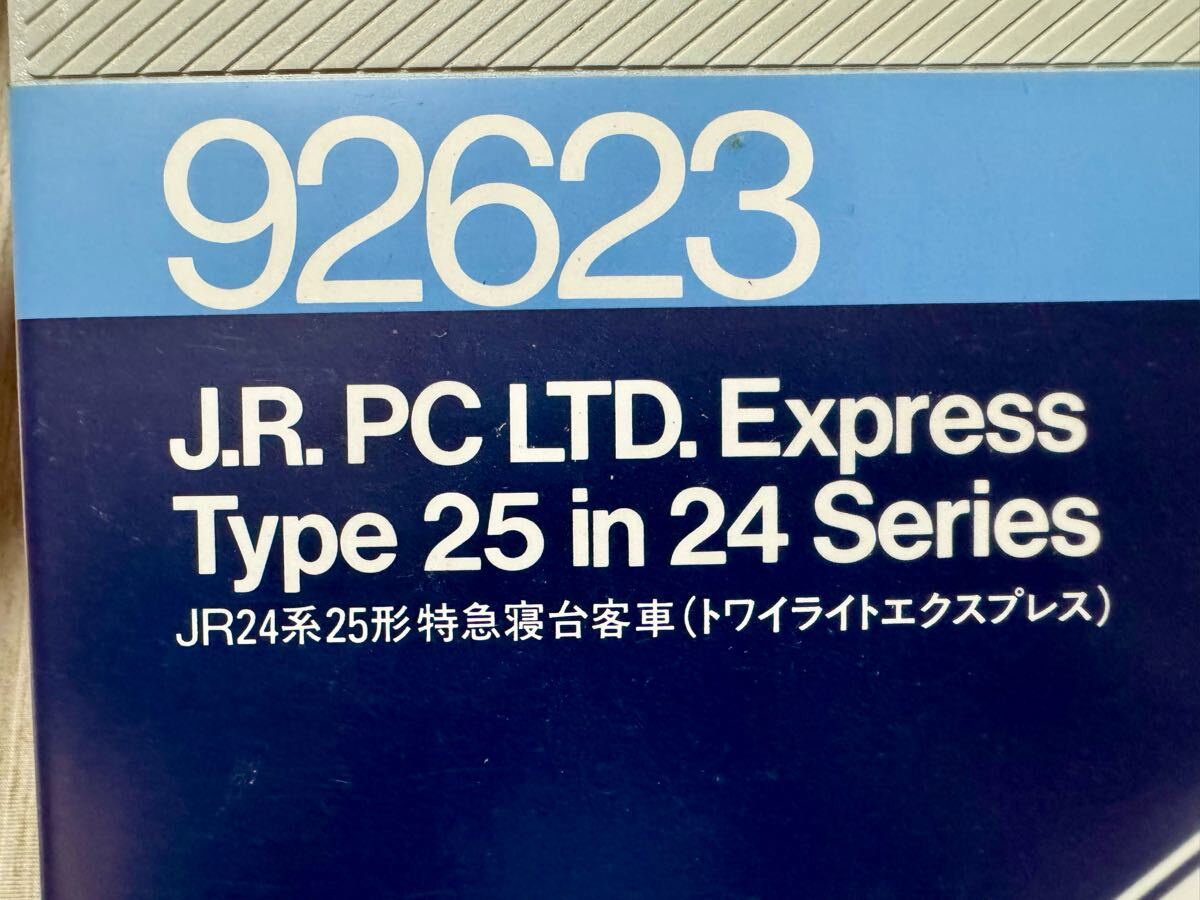 92623
J.R. PC LTD. Express
Type 25 in 24 Series
JR24系25形特急寝台客車(トワイライトエクスプレス)